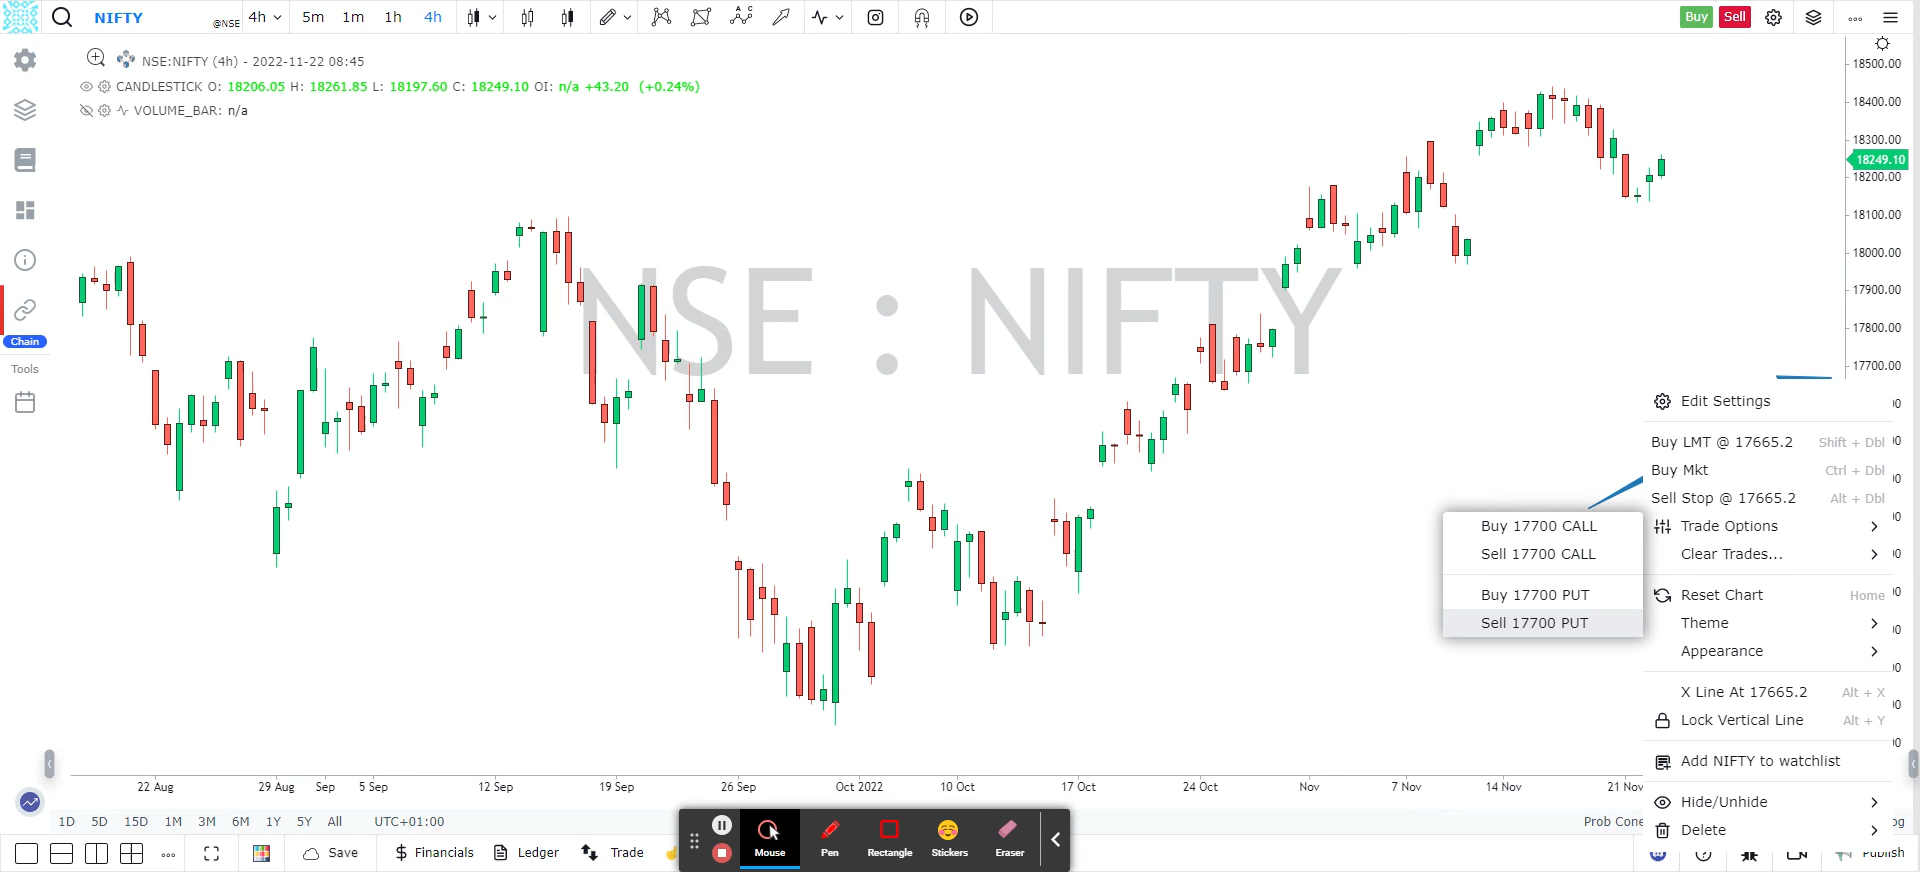 NIFTY @NSE 4h 5m 1m 1h 4h A C Buy Sell
NSE:NIFTY (4h) - 2022-11-22 08:45
CANDLESTICK O: 18206.05 H: 18261.85 L: 18197.60 C: 18249.10 OI: n/a +43.20 (+0.24%)
VOLUME_BAR: n/a
NSE : NIFTY
18500.00
18400.00
18300.00
18249.10
18200.00
18100.00
18000.00
17900.00
17800.00
17700.00
Chain
Tools
Edit Settings
Buy LMT @ 17665.2 Shift + Dbl
Buy Mkt Ctrl + Dbl
Sell Stop @ 17665.2 Alt + Dbl
Trade Options
Clear Trades...
Reset Chart Home
Theme
Appearance
X Line At 17665.2 Alt + X
Lock Vertical Line Alt + Y
Add NIFTY to watchlist
Hide/Unhide
Delete
Buy 17700 CALL
Sell 17700 CALL
Buy 17700 PUT
Sell 17700 PUT
22 Aug 29 Aug Sep 5 Sep 12 Sep 19 Sep 26 Sep Oct 2022 10 Oct 17 Oct 24 Oct Nov 7 Nov 14 Nov 21 Nov
1D 5D 15D 1M 3M 6M 1Y 5Y All UTC+01:00 Prob Cone
Save Financials Ledger Trade Publish
Mouse Pen Rectangle Stickers Eraser